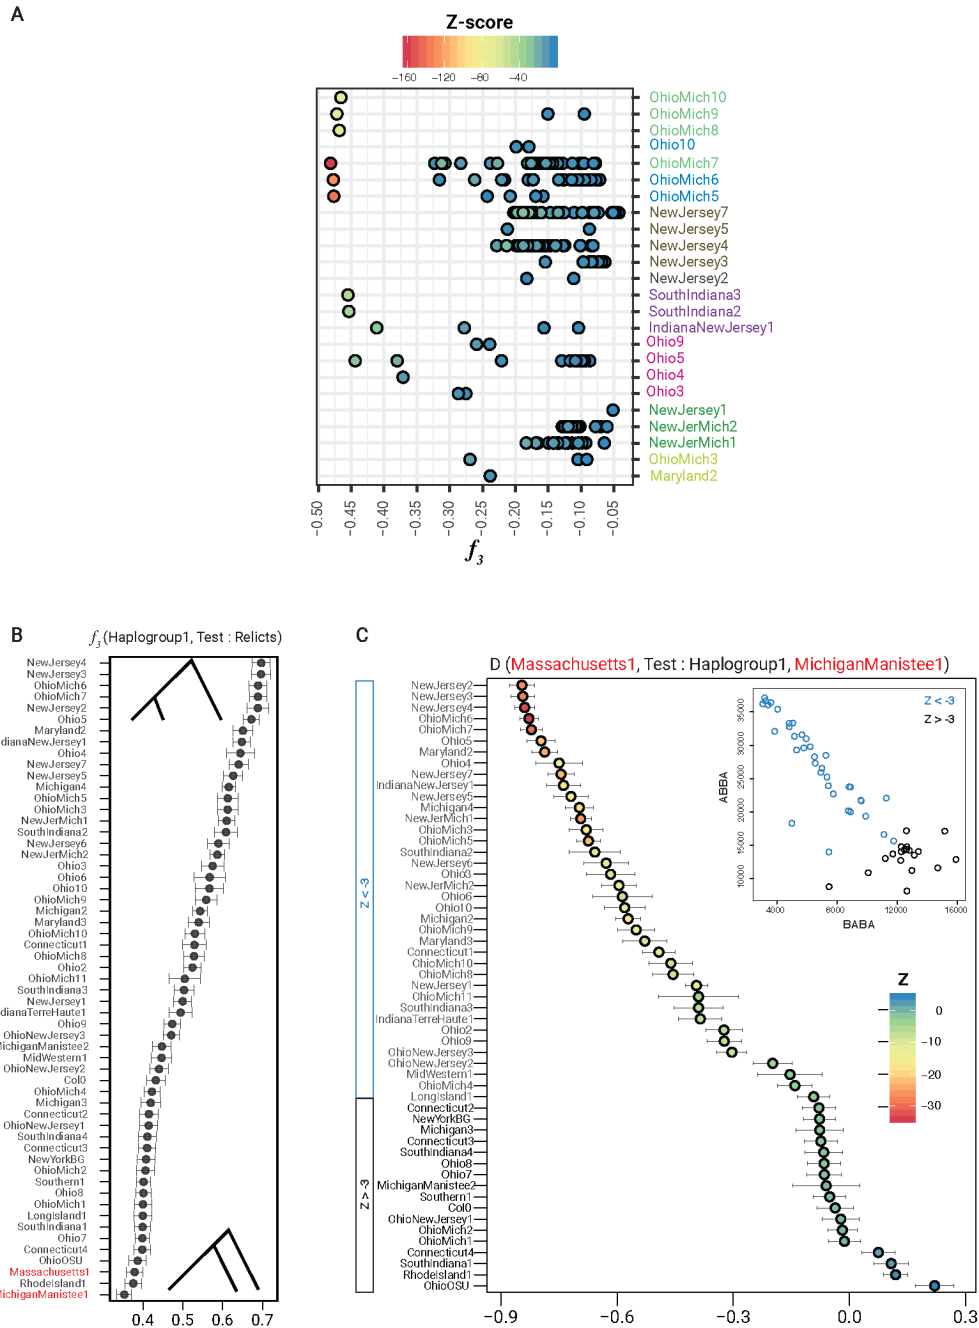 A
Z-score
−160 −120 −80 −40
OhioMich10
OhioMich9
OhioMich8
Ohio10
OhioMich7
OhioMich6
OhioMich5
NewJersey7
NewJersey5
NewJersey4
NewJersey3
NewJersey2
SouthIndiana3
SouthIndiana2
IndianaNewJersey1
Ohio9
Ohio5
Ohio4
Ohio3
NewJersey1
NewJerMich2
NewJerMich1
OhioMich3
Maryland2
-0.50 -0.45 -0.40 -0.35 -0.30 -0.25 -0.20 -0.15 -0.10 -0.05
f3
B
f3 (Haplogroup1, Test : Relicts)
NewJersey4
NewJersey3
OhioMich6
OhioMich7
NewJersey2
Ohio5
Maryland2
dianaNewJersey1
Ohio4
NewJersey7
NewJersey5
Michigan4
OhioMich5
OhioMich3
NewJerMich1
SouthIndiana2
NewJersey6
NewJerMich2
Ohio3
Ohio6
Ohio10
OhioMich9
Michigan2
Maryland3
OhioMich10
Connecticut1
OhioMich8
Ohio2
OhioMich11
SouthIndiana3
NewJersey1
dianaTerreHaute1
Ohio9
OhioNewJersey3
MichiganManistee2
MidWestern1
OhioNewJersey2
Col0
OhioMich4
Michigan3
Connecticut2
OhioNewJersey1
SouthIndiana4
Connecticut3
NewYorkBG
OhioMich2
Southern1
Ohio8
OhioMich1
LongIsland1
SouthIndiana1
Ohio7
Connecticut4
OhioOSU
Massachusetts1
RhodeIsland1
MichiganManistee1
0.4 0.5 0.6 0.7
C
D (Massachusetts1, Test : Haplogroup1, MichiganManistee1)
Z < -3
Z > -3
NewJersey2
NewJersey3
NewJersey4
OhioMich6
OhioMich7
Ohio5
Maryland2
Ohio4
NewJersey7
IndianaNewJersey1
NewJersey5
Michigan4
NewJerMich1
OhioMich3
OhioMich5
SouthIndiana2
NewJersey6
Ohio3
NewJerMich2
Ohio6
Ohio10
Michigan2
OhioMich9
Maryland3
Connecticut1
OhioMich10
OhioMich8
NewJersey1
OhioMich11
SouthIndiana3
IndianaTerreHaute1
Ohio2
Ohio9
OhioNewJersey3
OhioNewJersey2
MidWestern1
OhioMich4
LongIsland1
Connecticut2
NewYorkBG
Michigan3
Connecticut3
SouthIndiana4
Ohio8
Ohio7
MichiganManistee2
Southern1
Col0
OhioNewJersey1
OhioMich2
OhioMich1
Connecticut4
SouthIndiana1
RhodeIsland1
OhioOSU
−0.9 −0.6 −0.3 0.0 0.3
Z < -3
Z > -3
ABBA
35000
30000
25000
20000
15000
10000
4000 8000 12000 16000
BABA
Z
0
−10
−20
−30